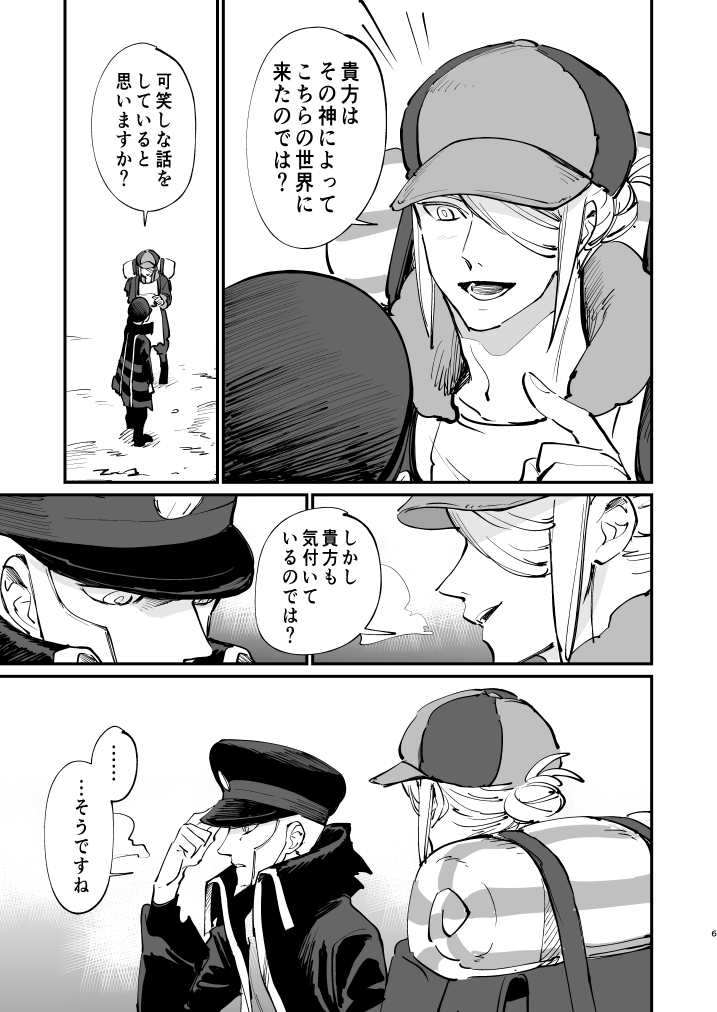 貴方は
その神によって
こちらの世界に
来たのでは？
可笑しな話を
していると
思いますか？
しかし
貴方も
気付いて
いるのでは？
……
…そうですね
6